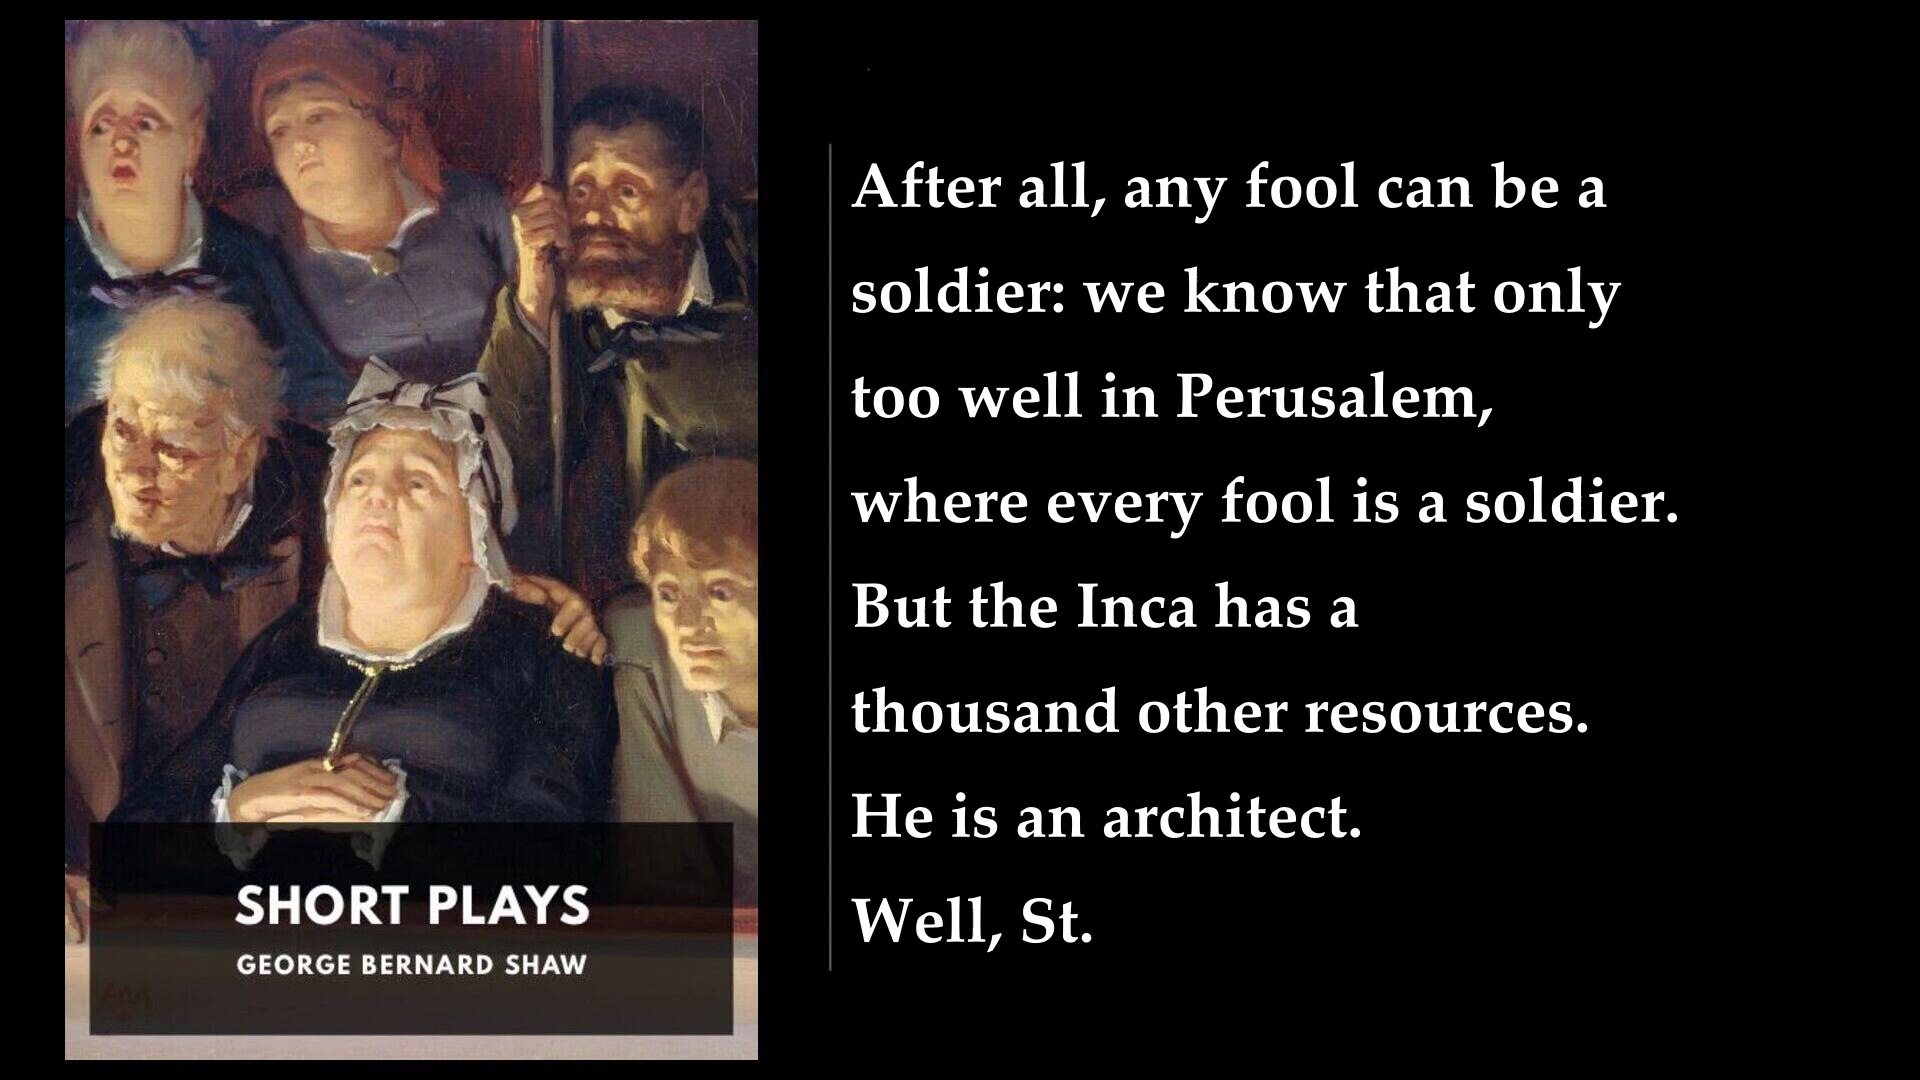 After all, any fool can be a
soldier: we know that only
too well in Perusalem,
where every fool is a soldier.
But the Inca has a
thousand other resources.
He is an architect.
Well, St.
SHORT PLAYS
GEORGE BERNARD SHAW